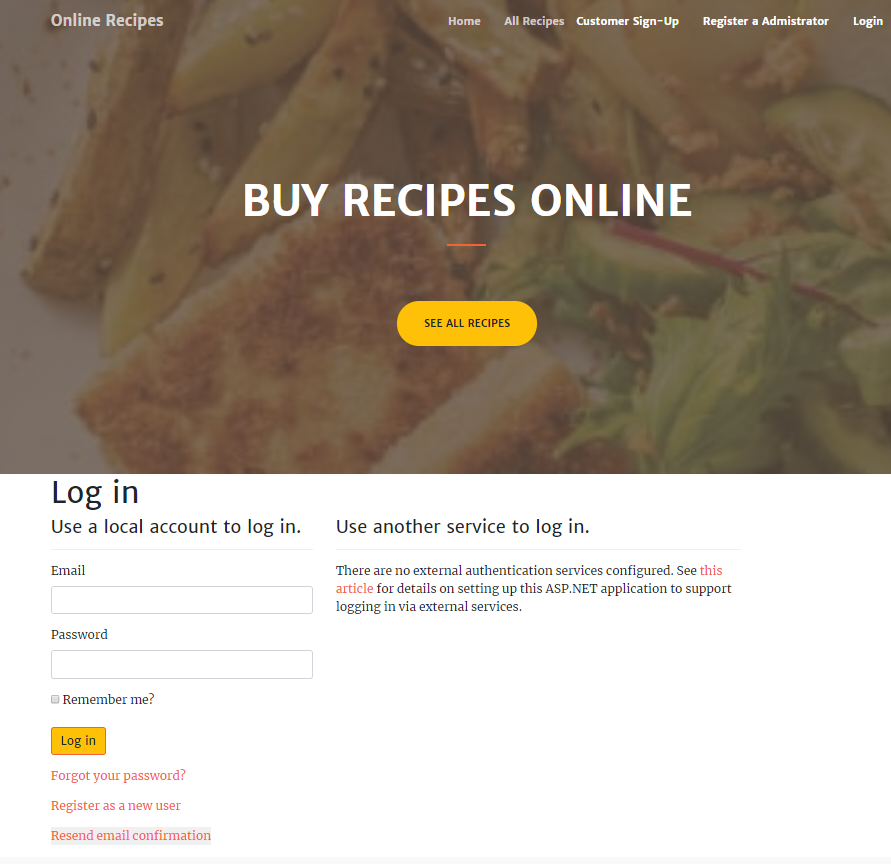 Online Recipes
Home All Recipes Customer Sign-Up Register a Admistrator Login
BUY RECIPES ONLINE
SEE ALL RECIPES
Log in
Use a local account to log in.
Email
Password
Remember me?
Log in
Forgot your password?
Register as a new user
Resend email confirmation
Use another service to log in.
There are no external authentication services configured. See this
article for details on setting up this ASP.NET application to support
logging in via external services.